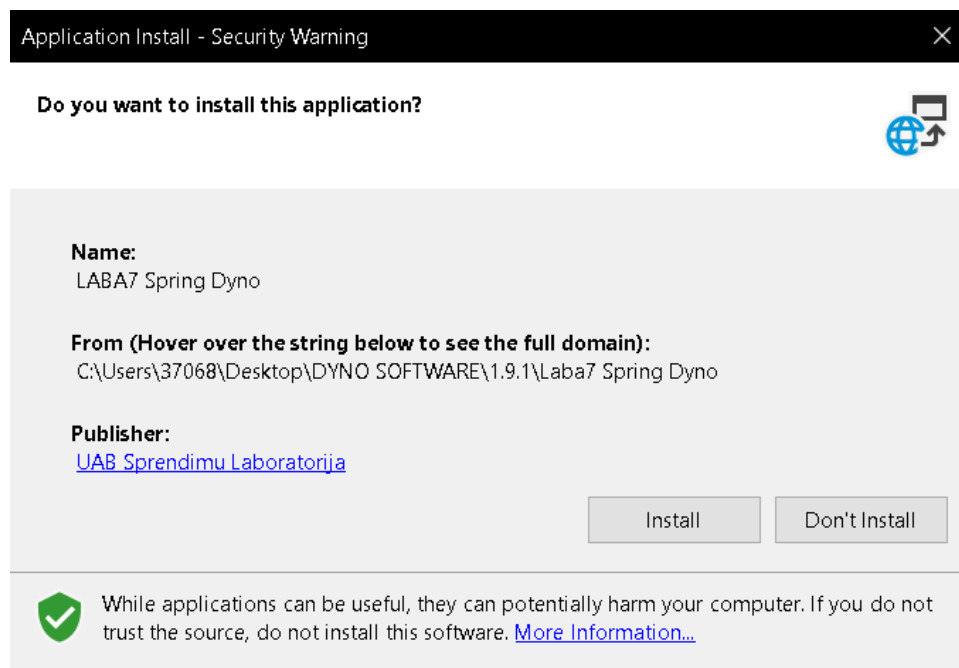 Application Install - Security Warning
Do you want to install this application?
Name:
LABA7 Spring Dyno
From (Hover over the string below to see the full domain):
C:\Users\37068\Desktop\DYNO SOFTWARE\1.9.1\Laba7 Spring Dyno
Publisher:
UAB Sprendimu Laboratorija
Install
Don't Install
While applications can be useful, they can potentially harm your computer. If you do not
trust the source, do not install this software. More Information...